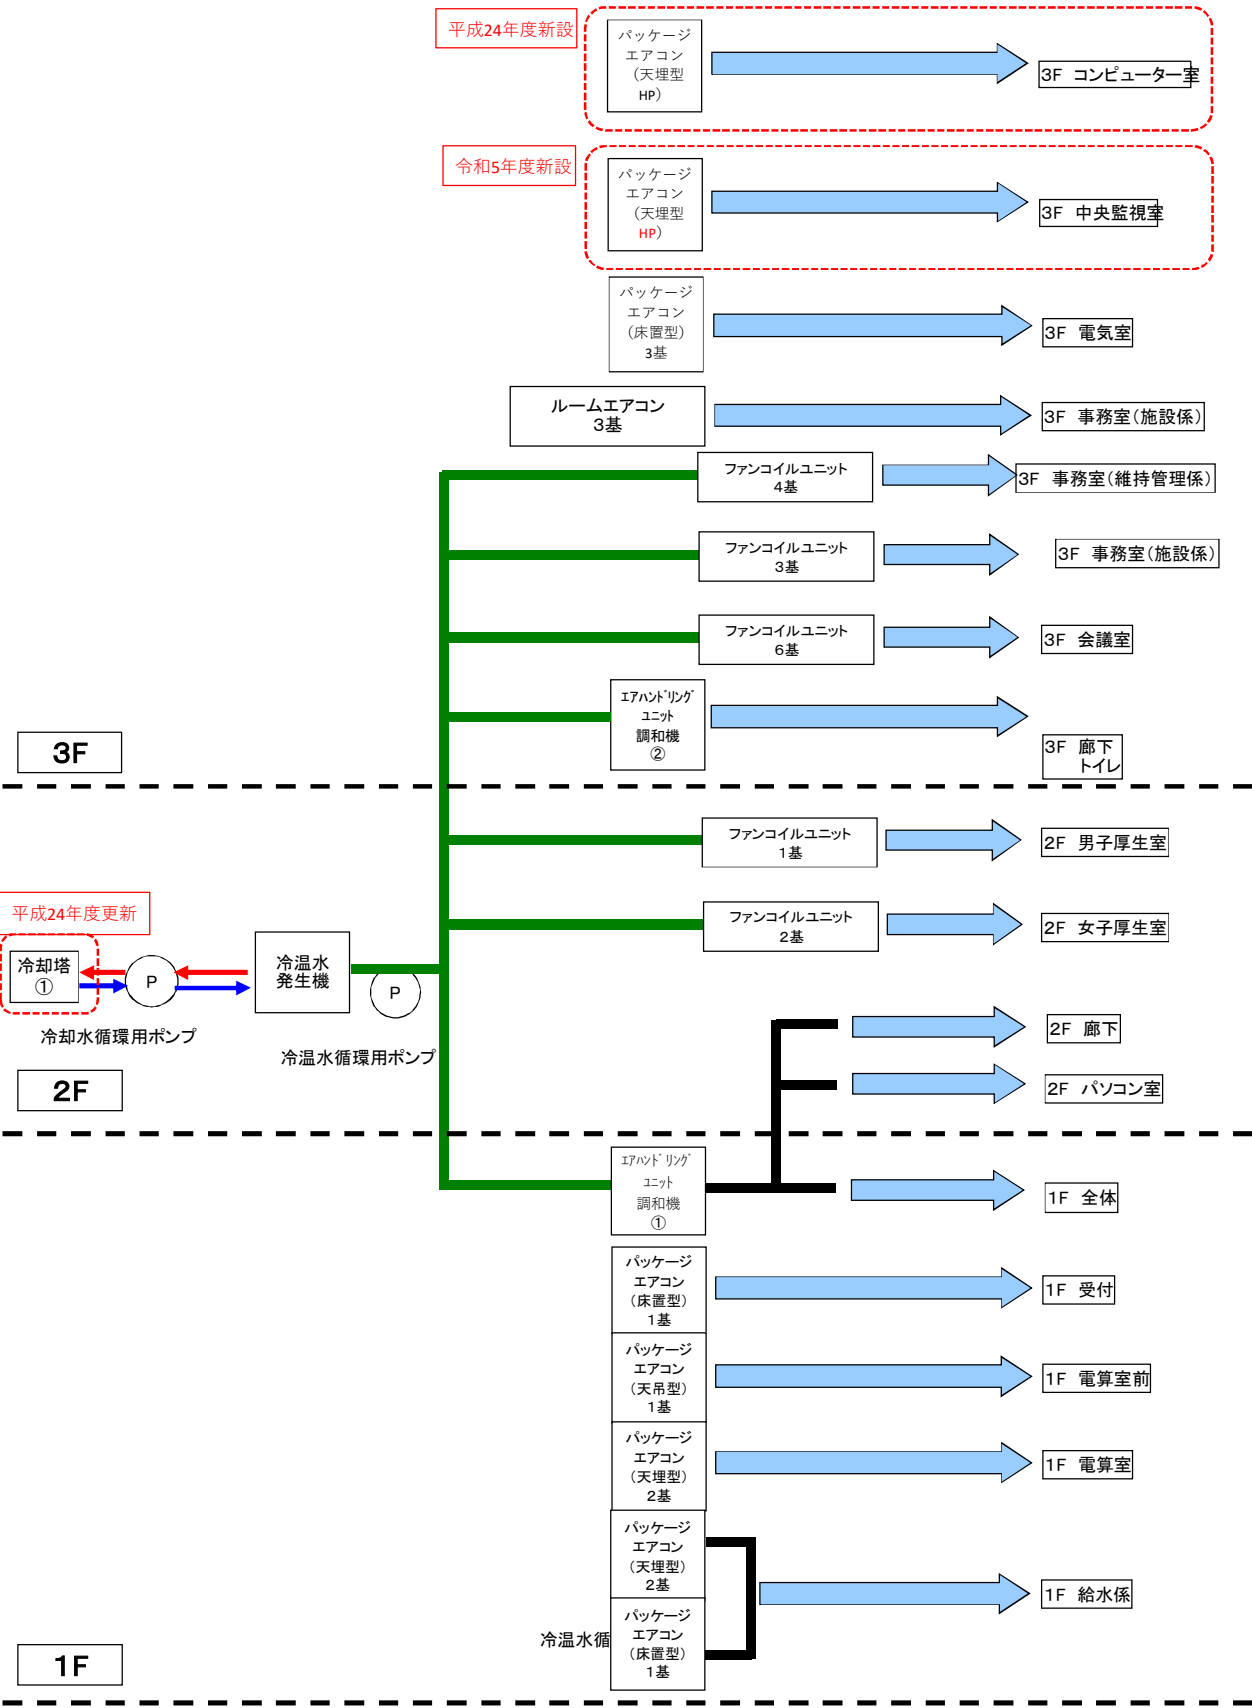 平成24年度新設
パッケージ
エアコン
(天埋型
HP)
3F コンピューター室
令和5年度新設
パッケージ
エアコン
(天埋型
HP)
3F 中央監視室
パッケージ
エアコン
(床置型)
3基
3F 電気室
ルームエアコン
3基
3F 事務室(施設係)
ファンコイルユニット
4基
3F 事務室(維持管理係)
ファンコイルユニット
3基
3F 事務室(施設係)
ファンコイルユニット
6基
3F 会議室
エアハンドリング
ユニット
調和機
②
3F 廊下
トイレ
3F
ファンコイルユニット
1基
2F 男子厚生室
平成24年度更新
ファンコイルユニット
2基
2F 女子厚生室
冷却塔
①
P
冷温水
発生機
P
冷却水循環用ポンプ
冷温水循環用ポンプ
2F 廊下
2F パソコン室
2F
エアハンドリング
ユニット
調和機
①
1F 全体
パッケージ
エアコン
(床置型)
1基
1F 受付
パッケージ
エアコン
(天吊型)
1基
1F 電算室前
パッケージ
エアコン
(天埋型)
2基
1F 電算室
パッケージ
エアコン
(天埋型)
2基
1F 給水係
冷温水循
パッケージ
エアコン
(床置型)
1基
1F